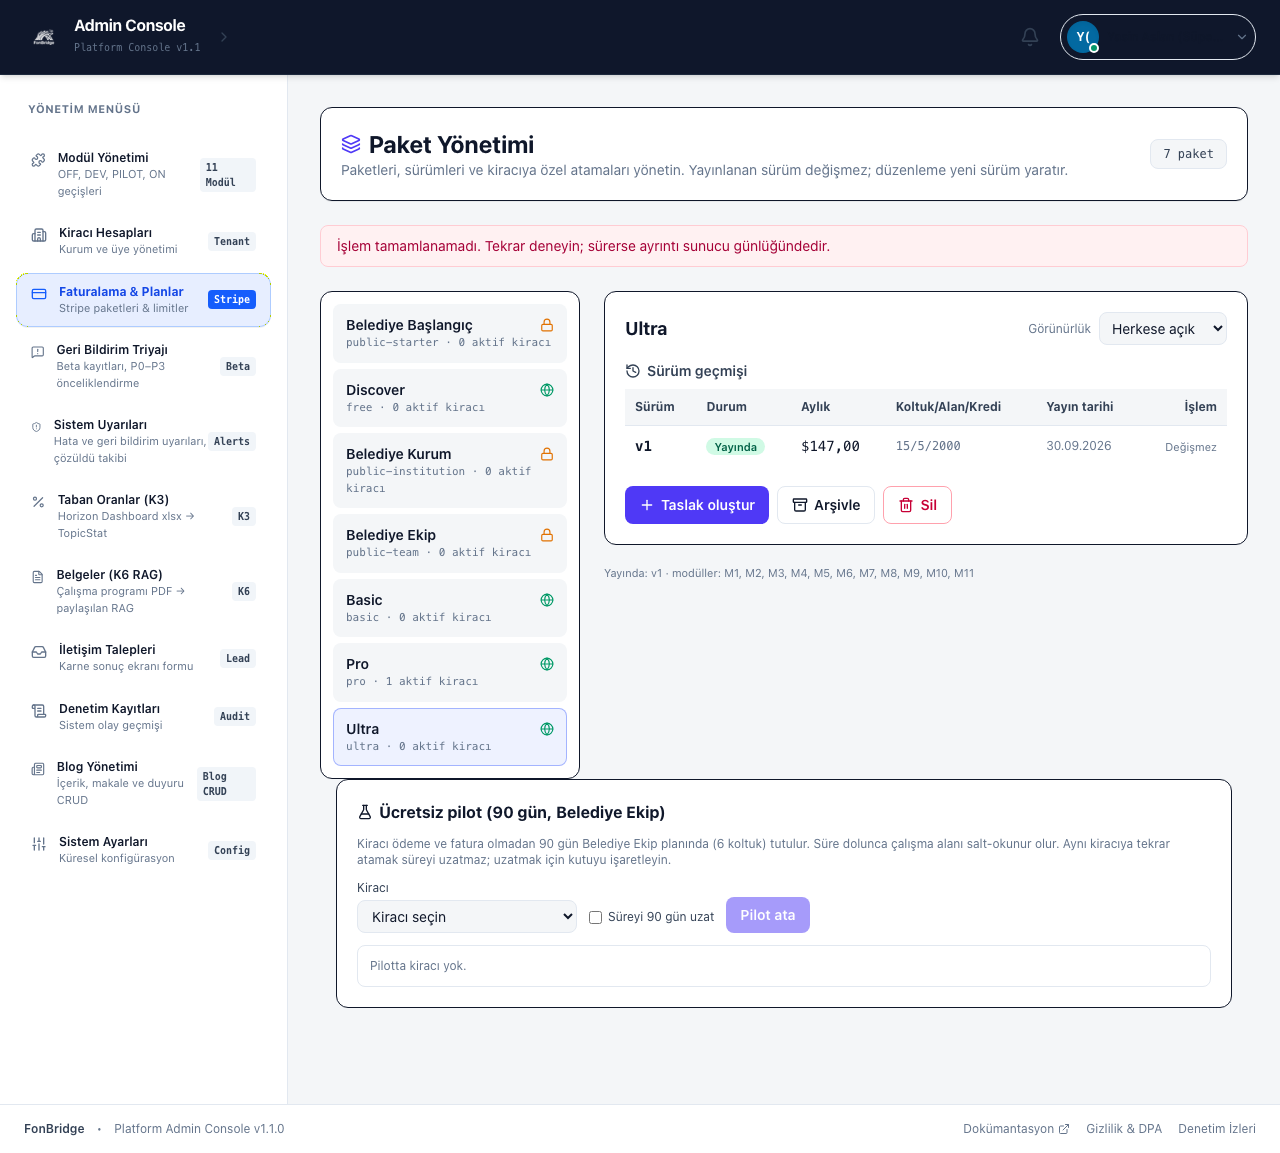 FonBridge
Admin Console
Platform Console v1.1
Y(
YÖNETİM MENÜSÜ
Modül Yönetimi
OFF, DEV, PILOT, ON
geçişleri
11
Modül
Kiracı Hesapları
Kurum ve üye yönetimi
Tenant
Faturalama & Planlar
Stripe paketleri & limitler
Stripe
Geri Bildirim Triyajı
Beta kayıtları, P0–P3
önceliklendirme
Beta
Sistem Uyarıları
Hata ve geri bildirim uyarıları,
çözüldü takibi
Alerts
Taban Oranlar (K3)
Horizon Dashboard xlsx →
TopicStat
K3
Belgeler (K6 RAG)
Çalışma programı PDF →
paylaşılan RAG
K6
İletişim Talepleri
Karne sonuç ekranı formu
Lead
Denetim Kayıtları
Sistem olay geçmişi
Audit
Blog Yönetimi
İçerik, makale ve duyuru
CRUD
Blog
CRUD
Sistem Ayarları
Küresel konfigürasyon
Config
Paket Yönetimi
Paketleri, sürümleri ve kiracıya özel atamaları yönetin. Yayınlanan sürüm değişmez; düzenleme yeni sürüm yaratır.
7 paket
İşlem tamamlanamadı. Tekrar deneyin; sürerse ayrıntı sunucu günlüğündedir.
Belediye Başlangıç
public-starter · 0 aktif kiracı
Discover
free · 0 aktif kiracı
Belediye Kurum
public-institution · 0 aktif
kiracı
Belediye Ekip
public-team · 0 aktif kiracı
Basic
basic · 0 aktif kiracı
Pro
pro · 1 aktif kiracı
Ultra
ultra · 0 aktif kiracı
Ultra
Görünürlük
Herkese açık
Sürüm geçmişi
Sürüm Durum Aylık Koltuk/Alan/Kredi Yayın tarihi İşlem
v1 Yayında $147,00 15/5/2000 30.09.2026 Değişmez
Taslak oluştur
Arşivle
Sil
Yayında: v1 · modüller: M1, M2, M3, M4, M5, M6, M7, M8, M9, M10, M11
Ücretsiz pilot (90 gün, Belediye Ekip)
Kiracı ödeme ve fatura olmadan 90 gün Belediye Ekip planında (6 koltuk) tutulur. Süre dolunca çalışma alanı salt-okunur olur. Aynı kiracıya tekrar
atamak süreyi uzatmaz; uzatmak için kutuyu işaretleyin.
Kiracı
Kiracı seçin
Süreyi 90 gün uzat
Pilot ata
Pilotta kiracı yok.
FonBridge • Platform Admin Console v1.1.0
Dokümantasyon
Gizlilik & DPA
Denetim İzleri